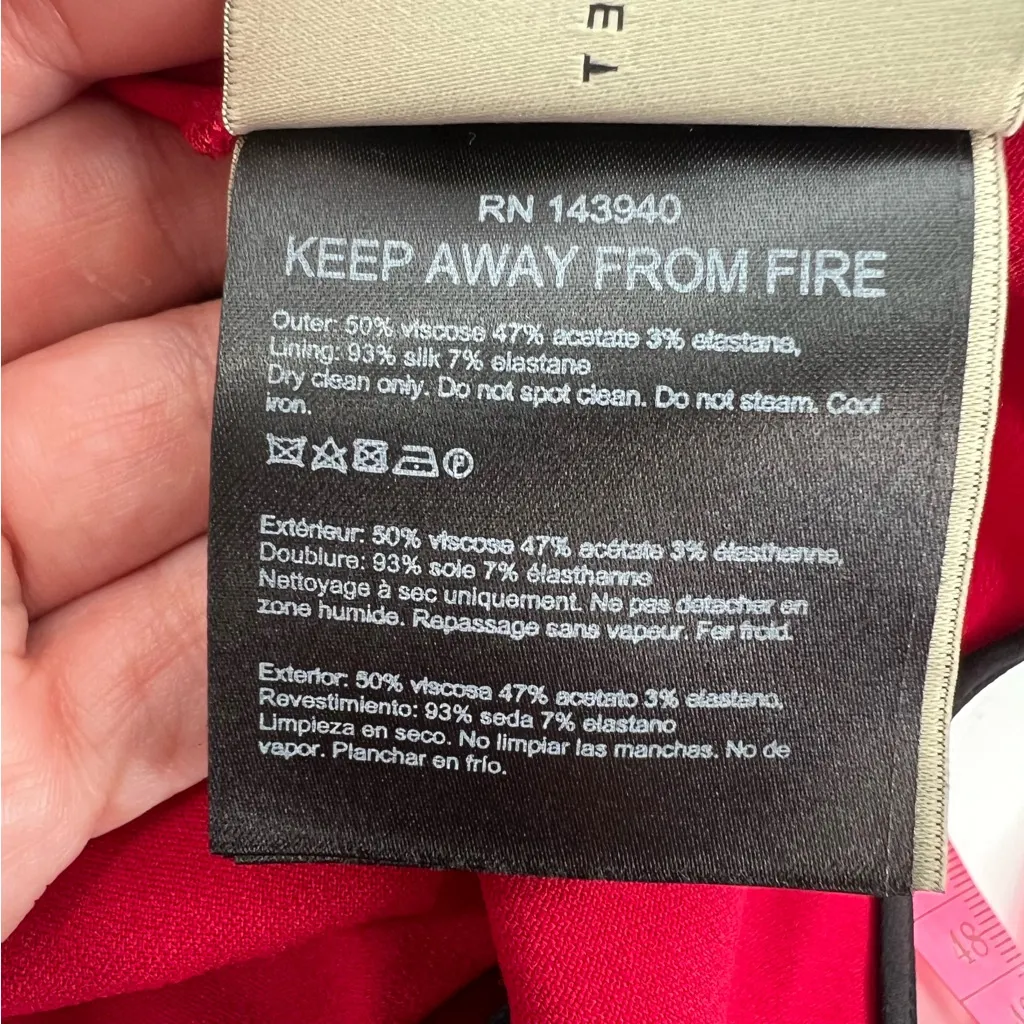 E
T
RN 143940
KEEP AWAY FROM FIRE
Outer: 50% viscose 47% acetate 3% elastane,
Lining: 93% silk 7% elastane
Dry clean only. Do not spot clean. Do not steam. Cool
iron.
P
Extérieur: 50% viscose 47% acétate 3% élasthanne,
Doublure: 93% soie 7% élasthanne
Nettoyage à sec uniquement. Ne pas detacher en
zone humide. Repassage sans vapeur. Fer froid.
Exterior: 50% viscosa 47% acetato 3% elastano,
Revestimiento: 93% seda 7% elastano
Limpieza en seco. No limpiar las manchas. No de
vapor. Planchar en frío.
48